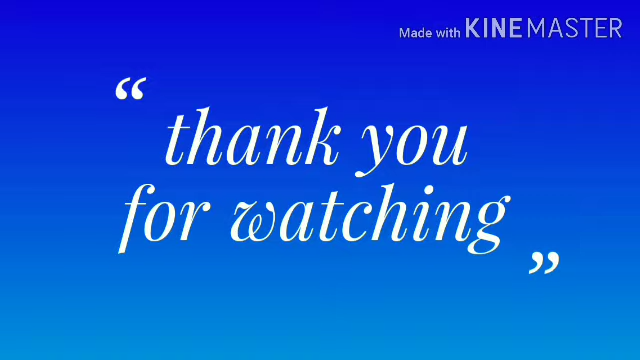 Made with KINEMASTER
“
thank you
for watching
”